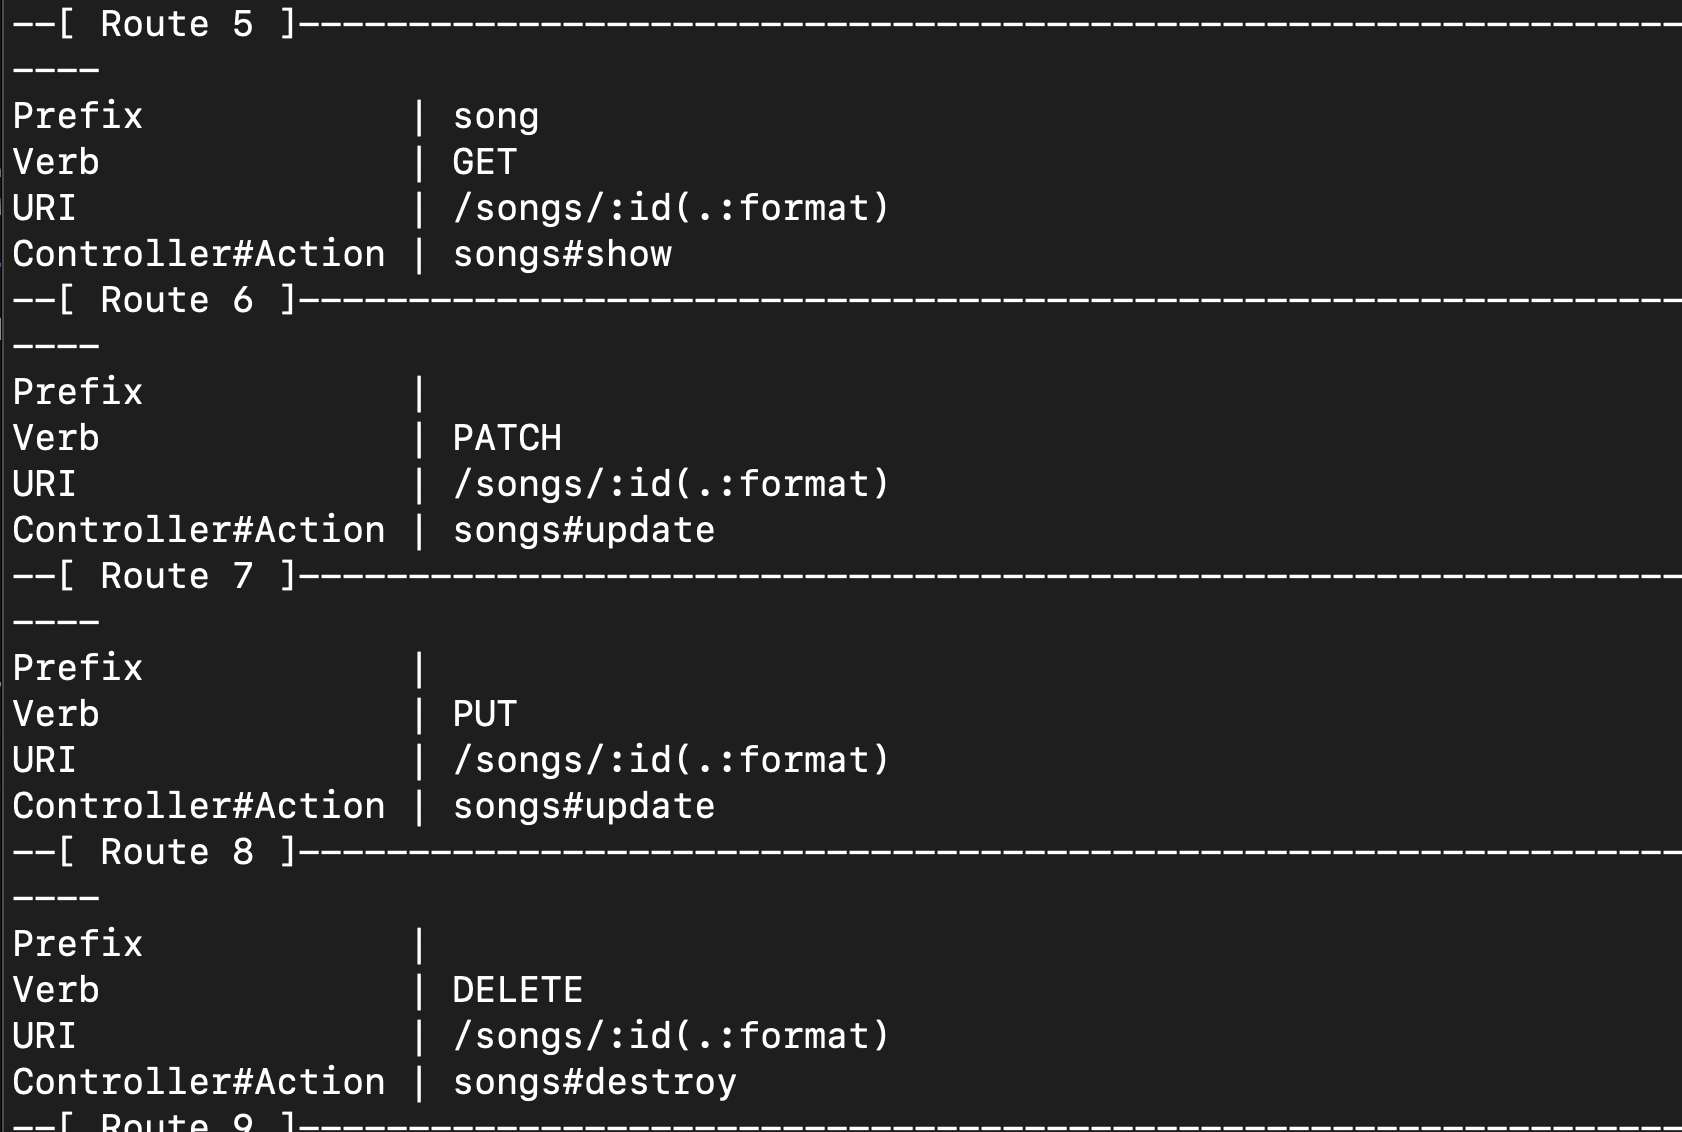 --[ Route 5 ]---------------------------------------------------------------
----
Prefix            | song
Verb              | GET
URI               | /songs/:id(.:format)
Controller#Action | songs#show
--[ Route 6 ]---------------------------------------------------------------
----
Prefix            |
Verb              | PATCH
URI               | /songs/:id(.:format)
Controller#Action | songs#update
--[ Route 7 ]---------------------------------------------------------------
----
Prefix            |
Verb              | PUT
URI               | /songs/:id(.:format)
Controller#Action | songs#update
--[ Route 8 ]---------------------------------------------------------------
----
Prefix            |
Verb              | DELETE
URI               | /songs/:id(.:format)
Controller#Action | songs#destroy
--[ Route 9 ]---------------------------------------------------------------